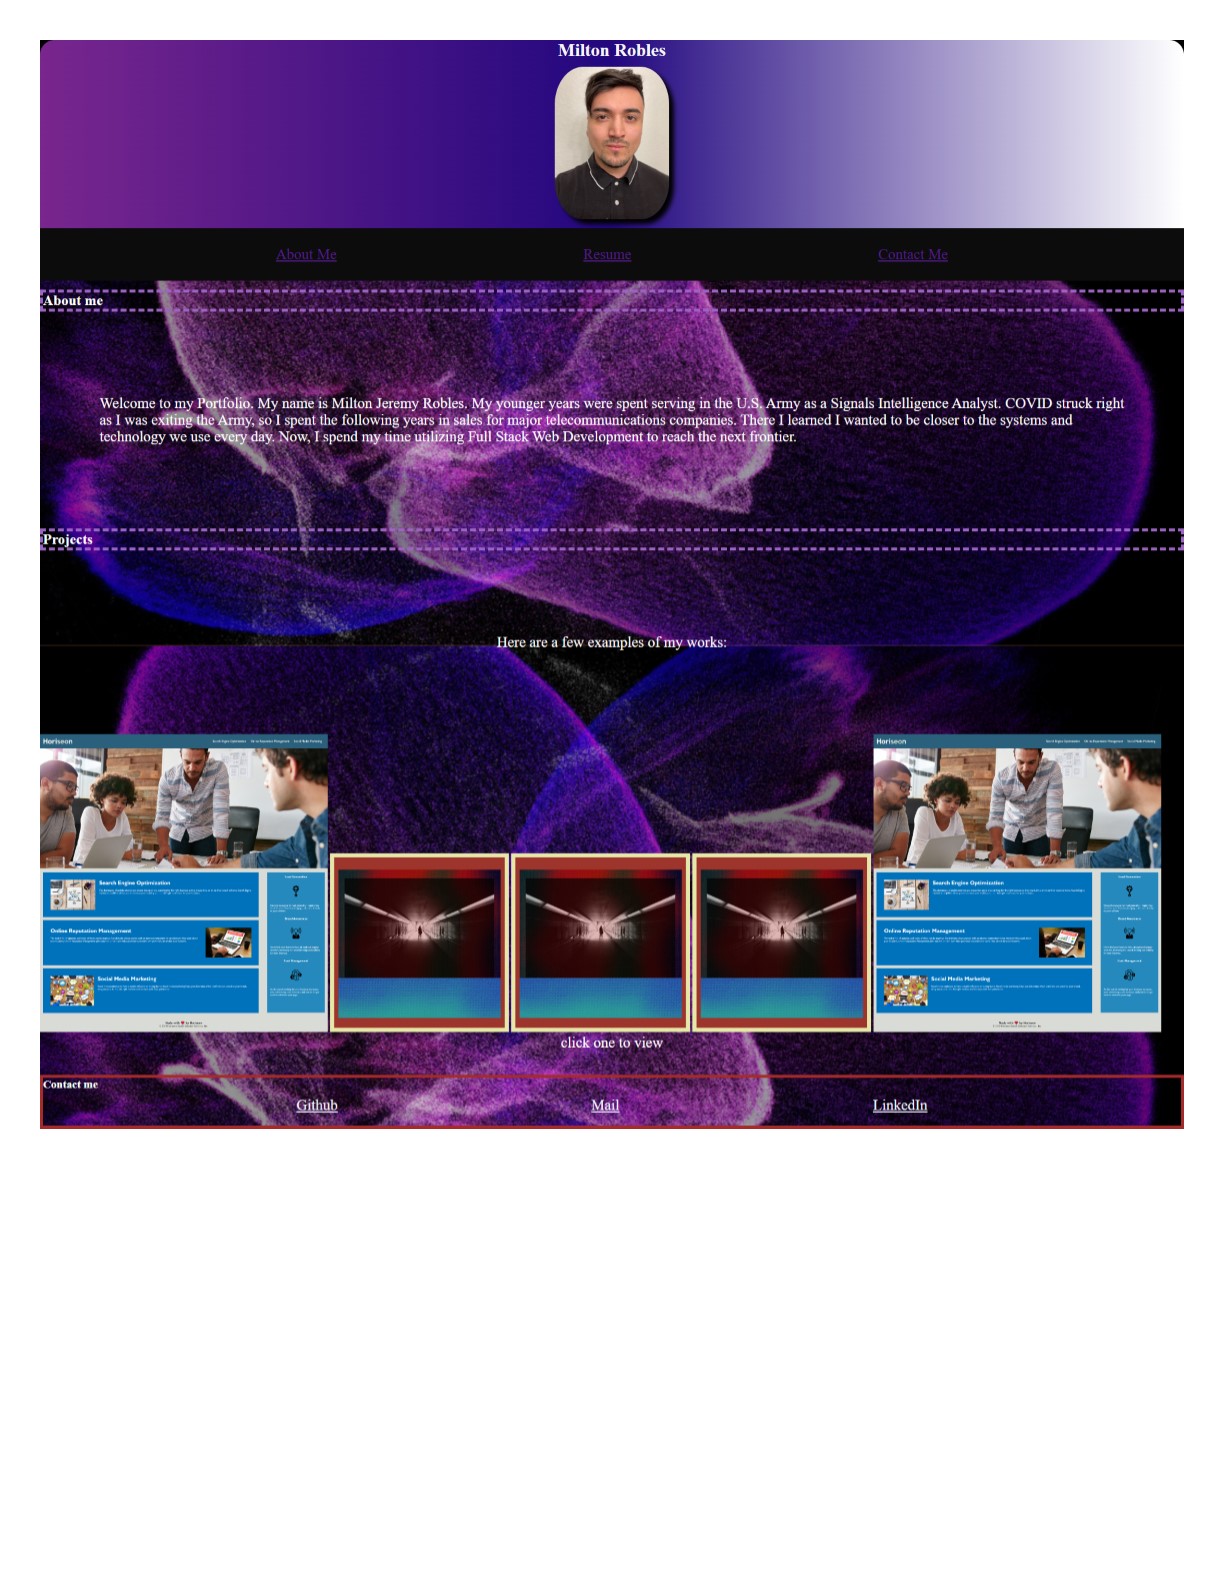 Milton Robles
About Me Resume Contact Me
About me
Welcome to my Portfolio. My name is Milton Jeremy Robles. My younger years were spent serving in the U.S. Army as a Signals Intelligence Analyst. COVID struck right
as I was exiting the Army, so I spent the following years in sales for major telecommunications companies. There I learned I wanted to be closer to the systems and
technology we use every day. Now, I spend my time utilizing Full Stack Web Development to reach the next frontier.
Projects
Here are a few examples of my works:
Horiseon
Search Engine Optimization
Online Reputation Management
Social Media Marketing
Horiseon
Search Engine Optimization
Online Reputation Management
Social Media Marketing
click one to view
Contact me
Github Mail LinkedIn